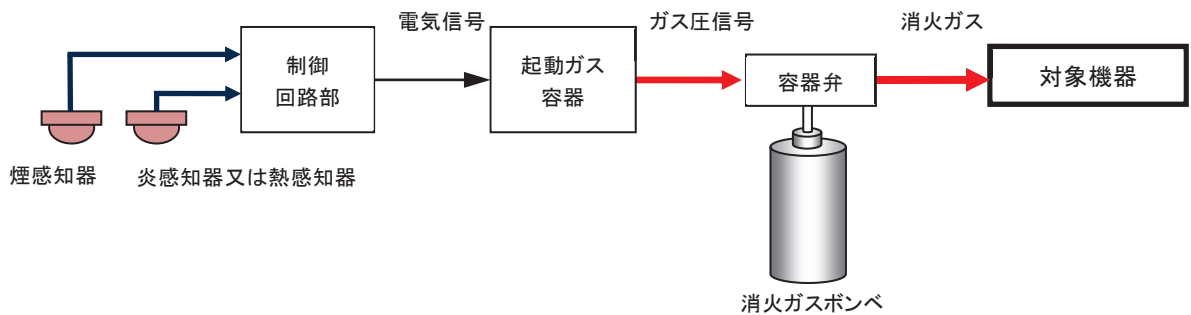 電気信号
ガス圧信号
消火ガス
制御
回路部
起動ガス
容器
容器弁
対象機器
煙感知器
炎感知器又は熱感知器
消火ガスボンベ